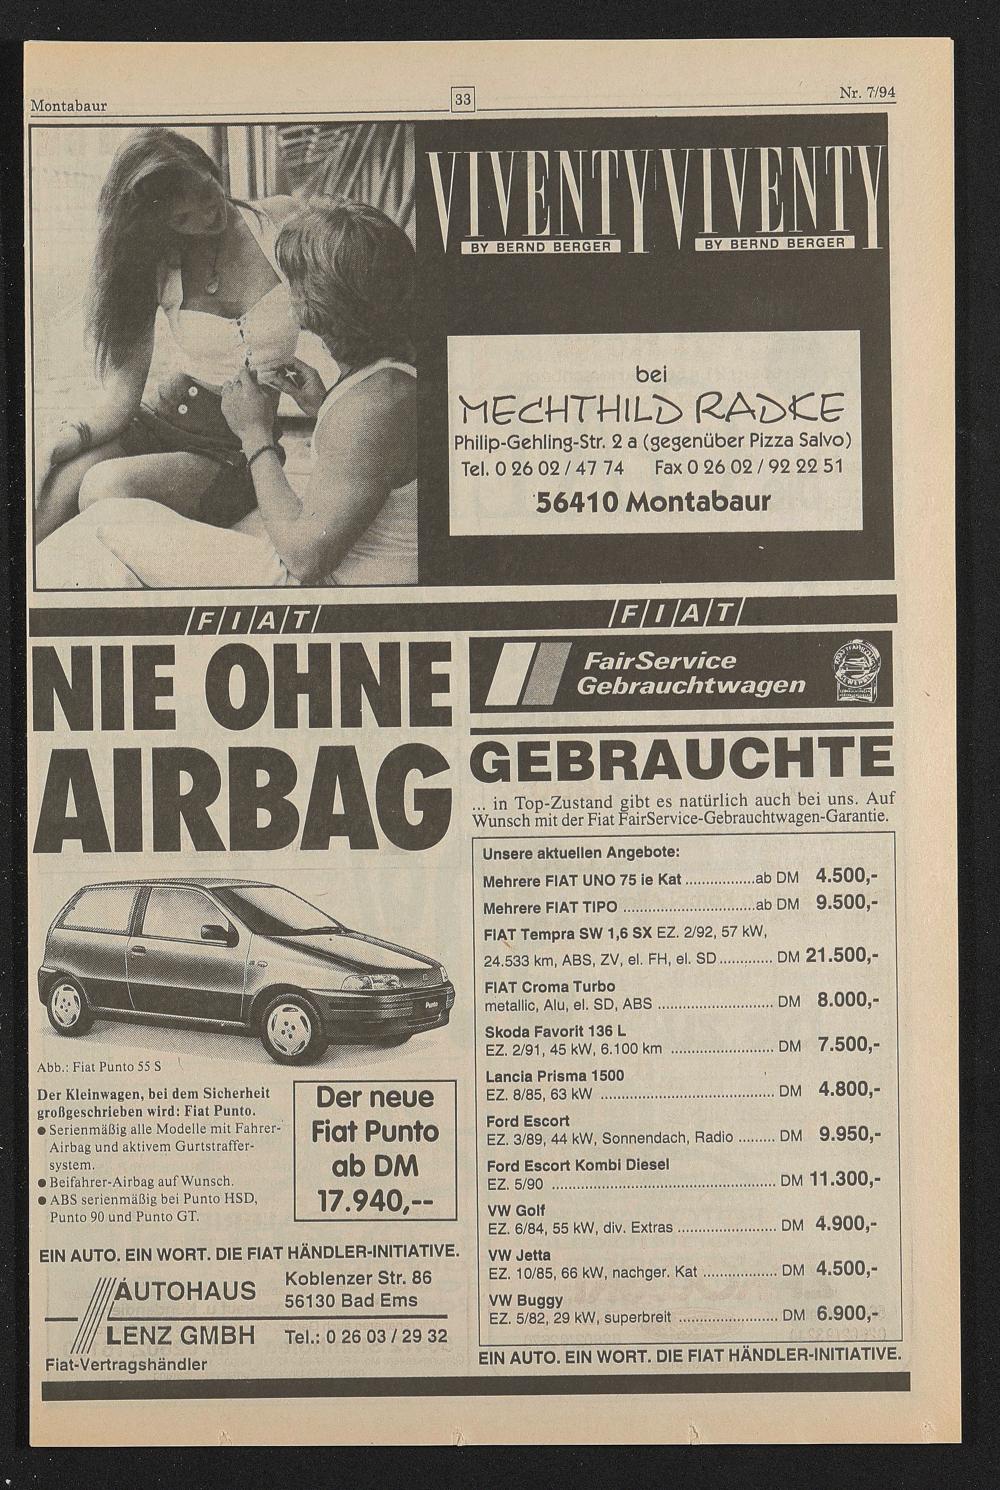 Montabaur
33
Nr. 7/94
VIVENTY VIVENTY
BY BERND BERGER BY BERND BERGER
bei
MECHTHILD RADKE
Philip-Gehling-Str. 2 a (gegenüber Pizza Salvo)
Tel. 0 26 02 / 47 74 Fax 0 26 02 / 92 22 51
56410 Montabaur
FIAT
NIE OHNE
AIRBAG
Abb.: Fiat Punto 55 S
Der Kleinwagen, bei dem Sicherheit
großgeschrieben wird: Fiat Punto.
● Serienmäßig alle Modelle mit Fahrer-
Airbag und aktivem Gurtstraffer-
system.
● Beifahrer-Airbag auf Wunsch.
● ABS serienmäßig bei Punto HSD,
Punto 90 und Punto GT.
Der neue
Fiat Punto
ab DM
17.940,--
EIN AUTO. EIN WORT. DIE FIAT HÄNDLER-INITIATIVE.
AUTOHAUS
LENZ GMBH
Fiat-Vertragshändler
Koblenzer Str. 86
56130 Bad Ems
Tel.: 0 26 03 / 29 32
FIAT
FairService
Gebrauchtwagen
GEBRAUCHTE
... in Top-Zustand gibt es natürlich auch bei uns. Auf
Wunsch mit der Fiat FairService-Gebrauchtwagen-Garantie.
Unsere aktuellen Angebote:
Mehrere FIAT UNO 75 ie Kat ................ab DM 4.500,-
Mehrere FIAT TIPO ..............................ab DM 9.500,-
FIAT Tempra SW 1,6 SX EZ. 2/92, 57 kW,
24.533 km, ABS, ZV, el. FH, el. SD............ DM 21.500,-
FIAT Croma Turbo
metallic, Alu, el. SD, ABS ........................... DM 8.000,-
Skoda Favorit 136 L
EZ. 2/91, 45 kW, 6.100 km ........................ DM 7.500,-
Lancia Prisma 1500
EZ. 8/85, 63 kW ........................................ DM 4.800,-
Ford Escort
EZ. 3/89, 44 kW, Sonnendach, Radio ......... DM 9.950,-
Ford Escort Kombi Diesel
EZ. 5/90 .................................................... DM 11.300,-
VW Golf
EZ. 6/84, 55 kW, div. Extras ....................... DM 4.900,-
VW Jetta
EZ. 10/85, 66 kW, nachger. Kat .................. DM 4.500,-
VW Buggy
EZ. 5/82, 29 kW, superbreit ....................... DM 6.900,-
EIN AUTO. EIN WORT. DIE FIAT HÄNDLER-INITIATIVE.